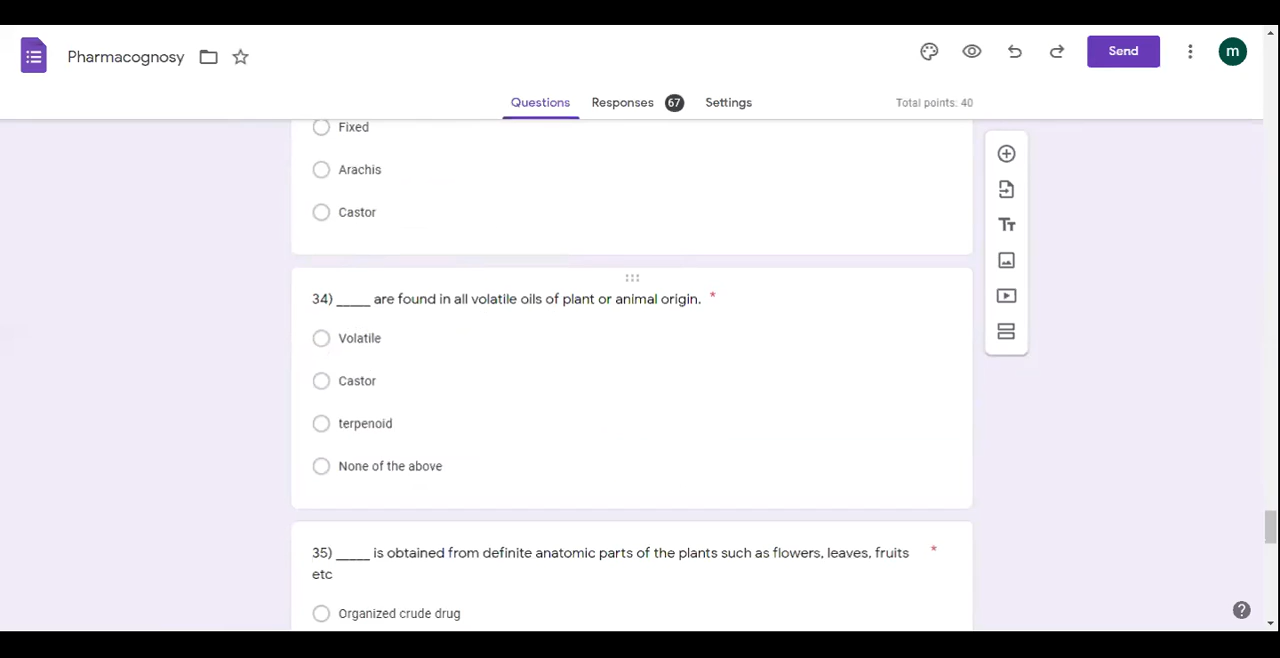 Pharmacognosy
Send
m
Questions
Responses 67
Settings
Total points: 40
Fixed
Arachis
Castor
34) _____ are found in all volatile oils of plant or animal origin. *
Volatile
Castor
terpenoid
None of the above
35) _____ is obtained from definite anatomic parts of the plants such as flowers, leaves, fruits *
etc
Organized crude drug